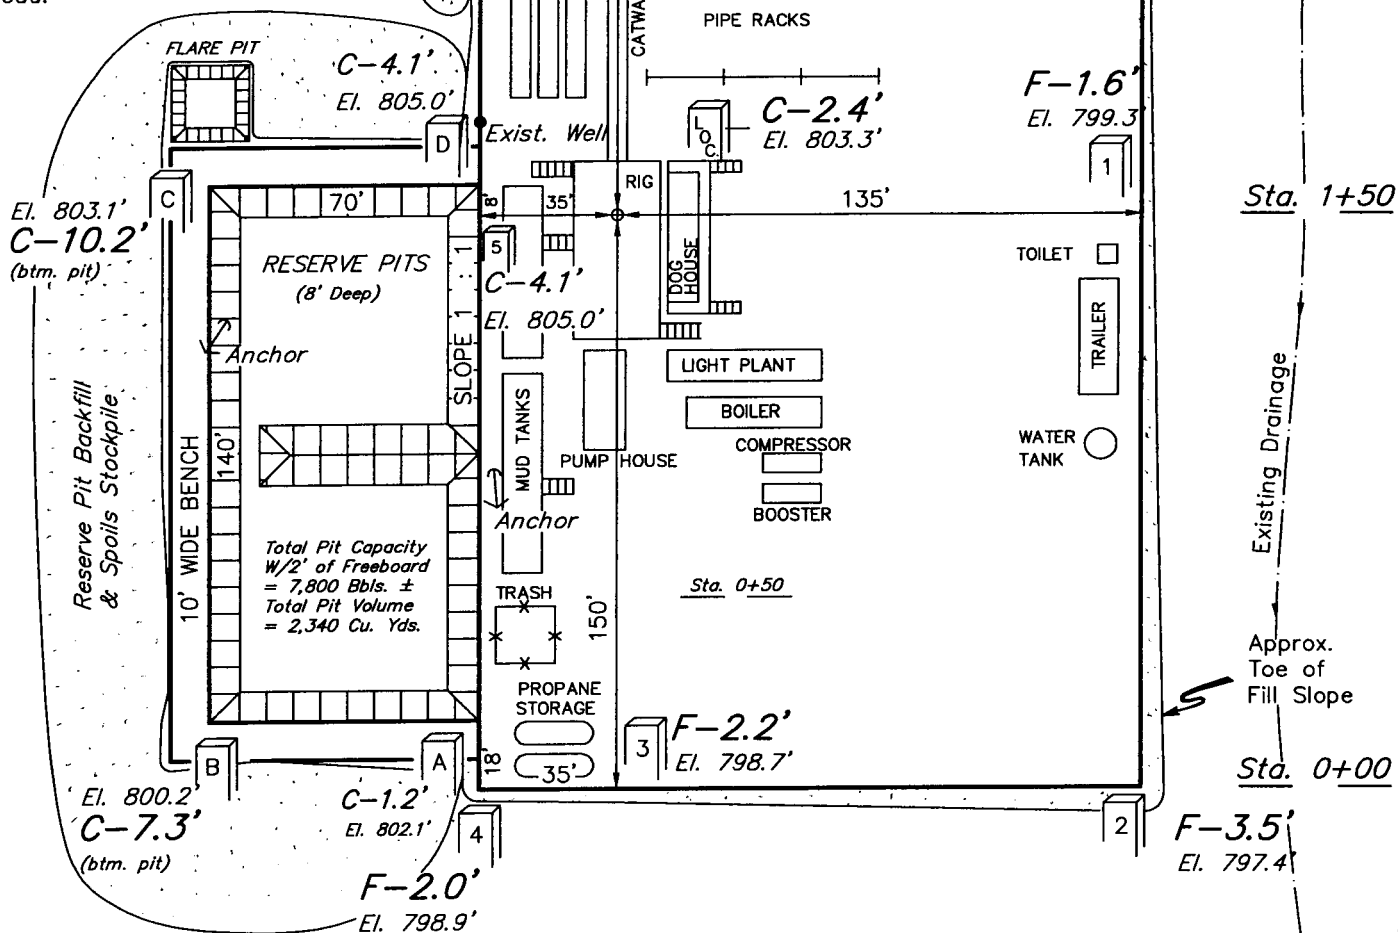 PIPE RACKS
FLARE PIT
C-4.1'
El. 805.0'
F-1.6'
El. 799.3'
C-2.4'
El. 803.3'
LOC.
D
Exist. Well
1
C
RIG
70'
8'
35'
135'
Sta. 1+50
El. 803.1'
C-10.2'
(btm. pit)
5
TOILET
RESERVE PITS
(8' Deep)
C-4.1'
El. 805.0'
DOG
HOUSE
SLOPE 1 : 1
TRAILER
Anchor
LIGHT PLANT
BOILER
Reserve Pit Backfill
& Spoils Stockpile
10' WIDE BENCH
140'
MUD TANKS
PUMP HOUSE
COMPRESSOR
WATER
TANK
BOOSTER
Existing Drainage
Anchor
Total Pit Capacity
W/2' of Freeboard
= 7,800 Bbls. ±
Total Pit Volume
= 2,340 Cu. Yds.
TRASH
Sta. 0+50
150'
Approx.
Toe of
Fill Slope
PROPANE
STORAGE
3
F-2.2'
El. 798.7'
B
A
18'
35'
Sta. 0+00
El. 800.2'
C-7.3'
(btm. pit)
C-1.2'
El. 802.1'
4
2
F-3.5'
El. 797.4'
F-2.0'
El. 798.9'